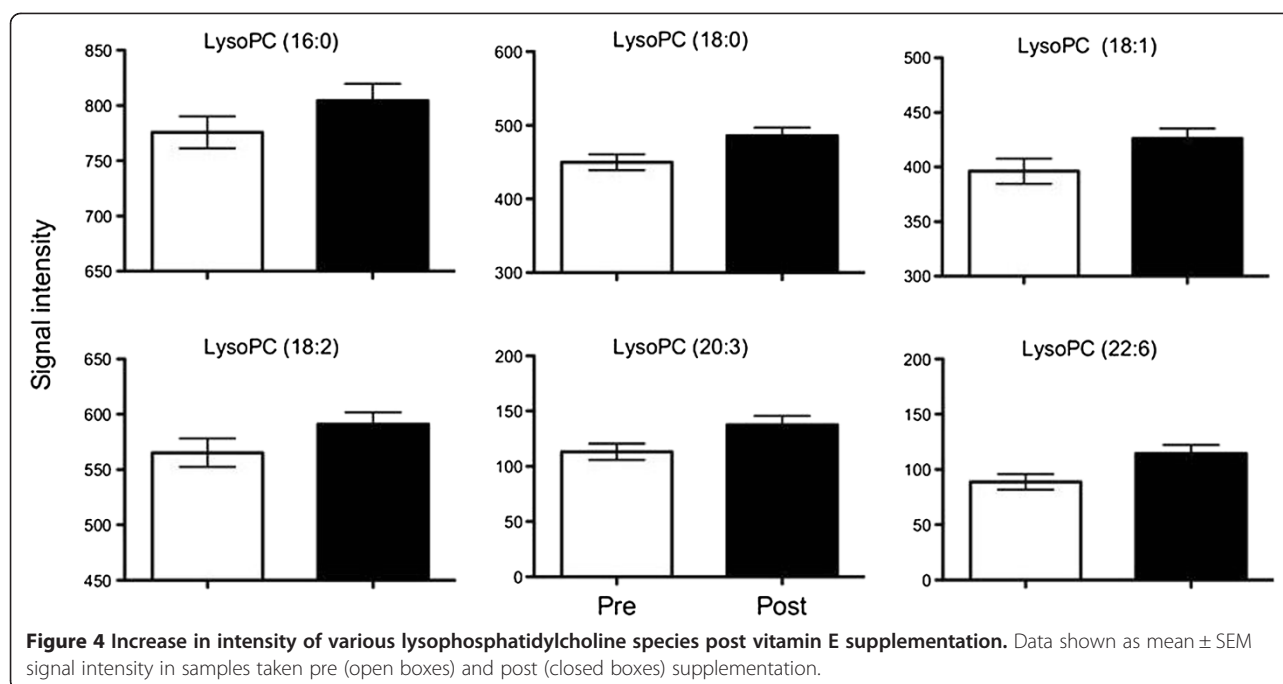 LysoPC (16:0)
850
800
750
700
650
LysoPC (18:0)
600
500
400
300
LysoPC (18:1)
500
450
400
350
300
Signal intensity
LysoPC (18:2)
650
600
550
500
450
LysoPC (20:3)
200
150
100
50
0
Pre Post
LysoPC (22:6)
200
150
100
50
0
Figure 4 Increase in intensity of various lysophosphatidylcholine species post vitamin E supplementation. Data shown as mean ± SEM
signal intensity in samples taken pre (open boxes) and post (closed boxes) supplementation.